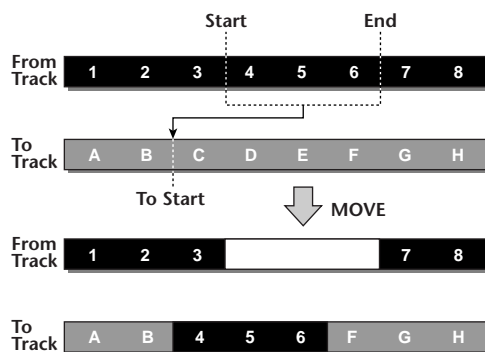 Start End
From
Track 1 2 3 4 5 6 7 8
To
Track A B C D E F G H
To Start
MOVE
From
Track 1 2 3 7 8
To
Track A B 4 5 6 F G H